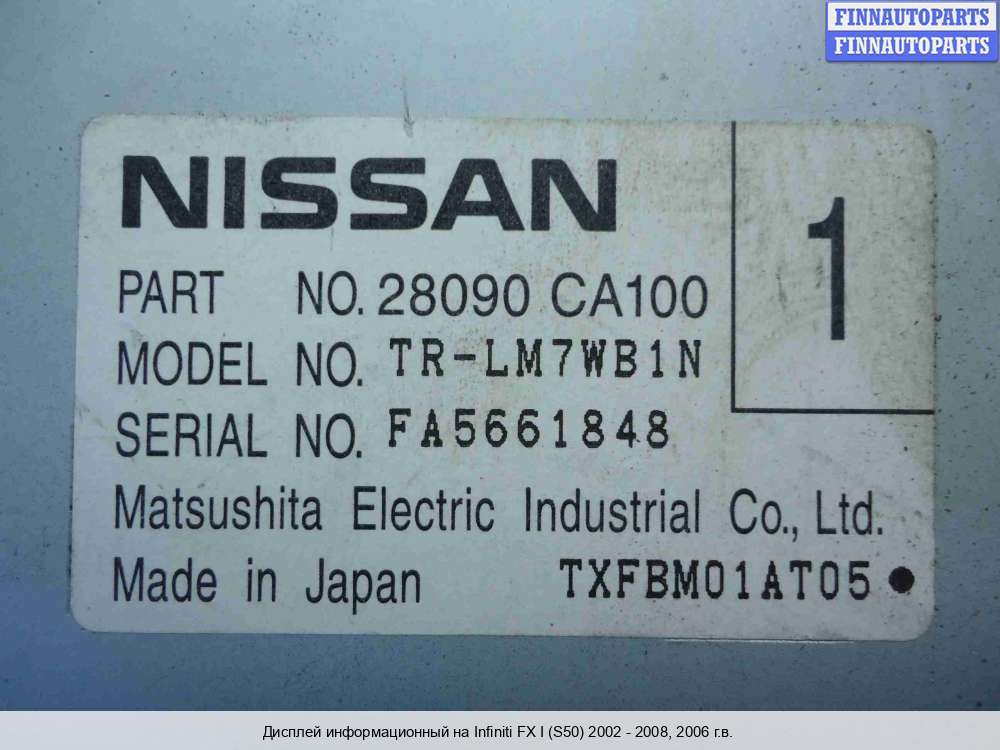 FINNAUTOPARTS
FINNAUTOPARTS
NISSAN
1
PART NO. 28090 CA100
MODEL NO. TR-LM7WB1N
SERIAL NO. FA5661848
Matsushita Electric Industrial Co., Ltd.
Made in Japan TXFBM01AT05
Дисплей информационный на Infiniti FX I (S50) 2002 - 2008, 2006 г.в.